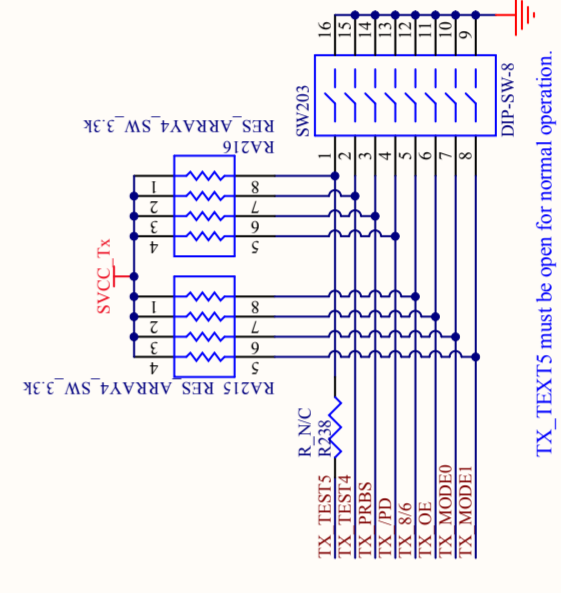 16
15
14
13
12
11
10
9
SW203
DIP-SW-8
1
2
3
4
5
6
7
8
RES_ARRAY4_SW_3.3k
RA216
1
2
3
4
8
7
6
5
SVCC_Tx
1
2
3
4
8
7
6
5
RA215 RES_ARRAY4_SW_3.3k
R_N/C
R238
TX_TEST5
TX_TEST4
TX_PRBS
TX_/PD
TX_8/6
TX_OE
TX_MODE0
TX_MODE1
TX_TEXT5 must be open for normal operation.